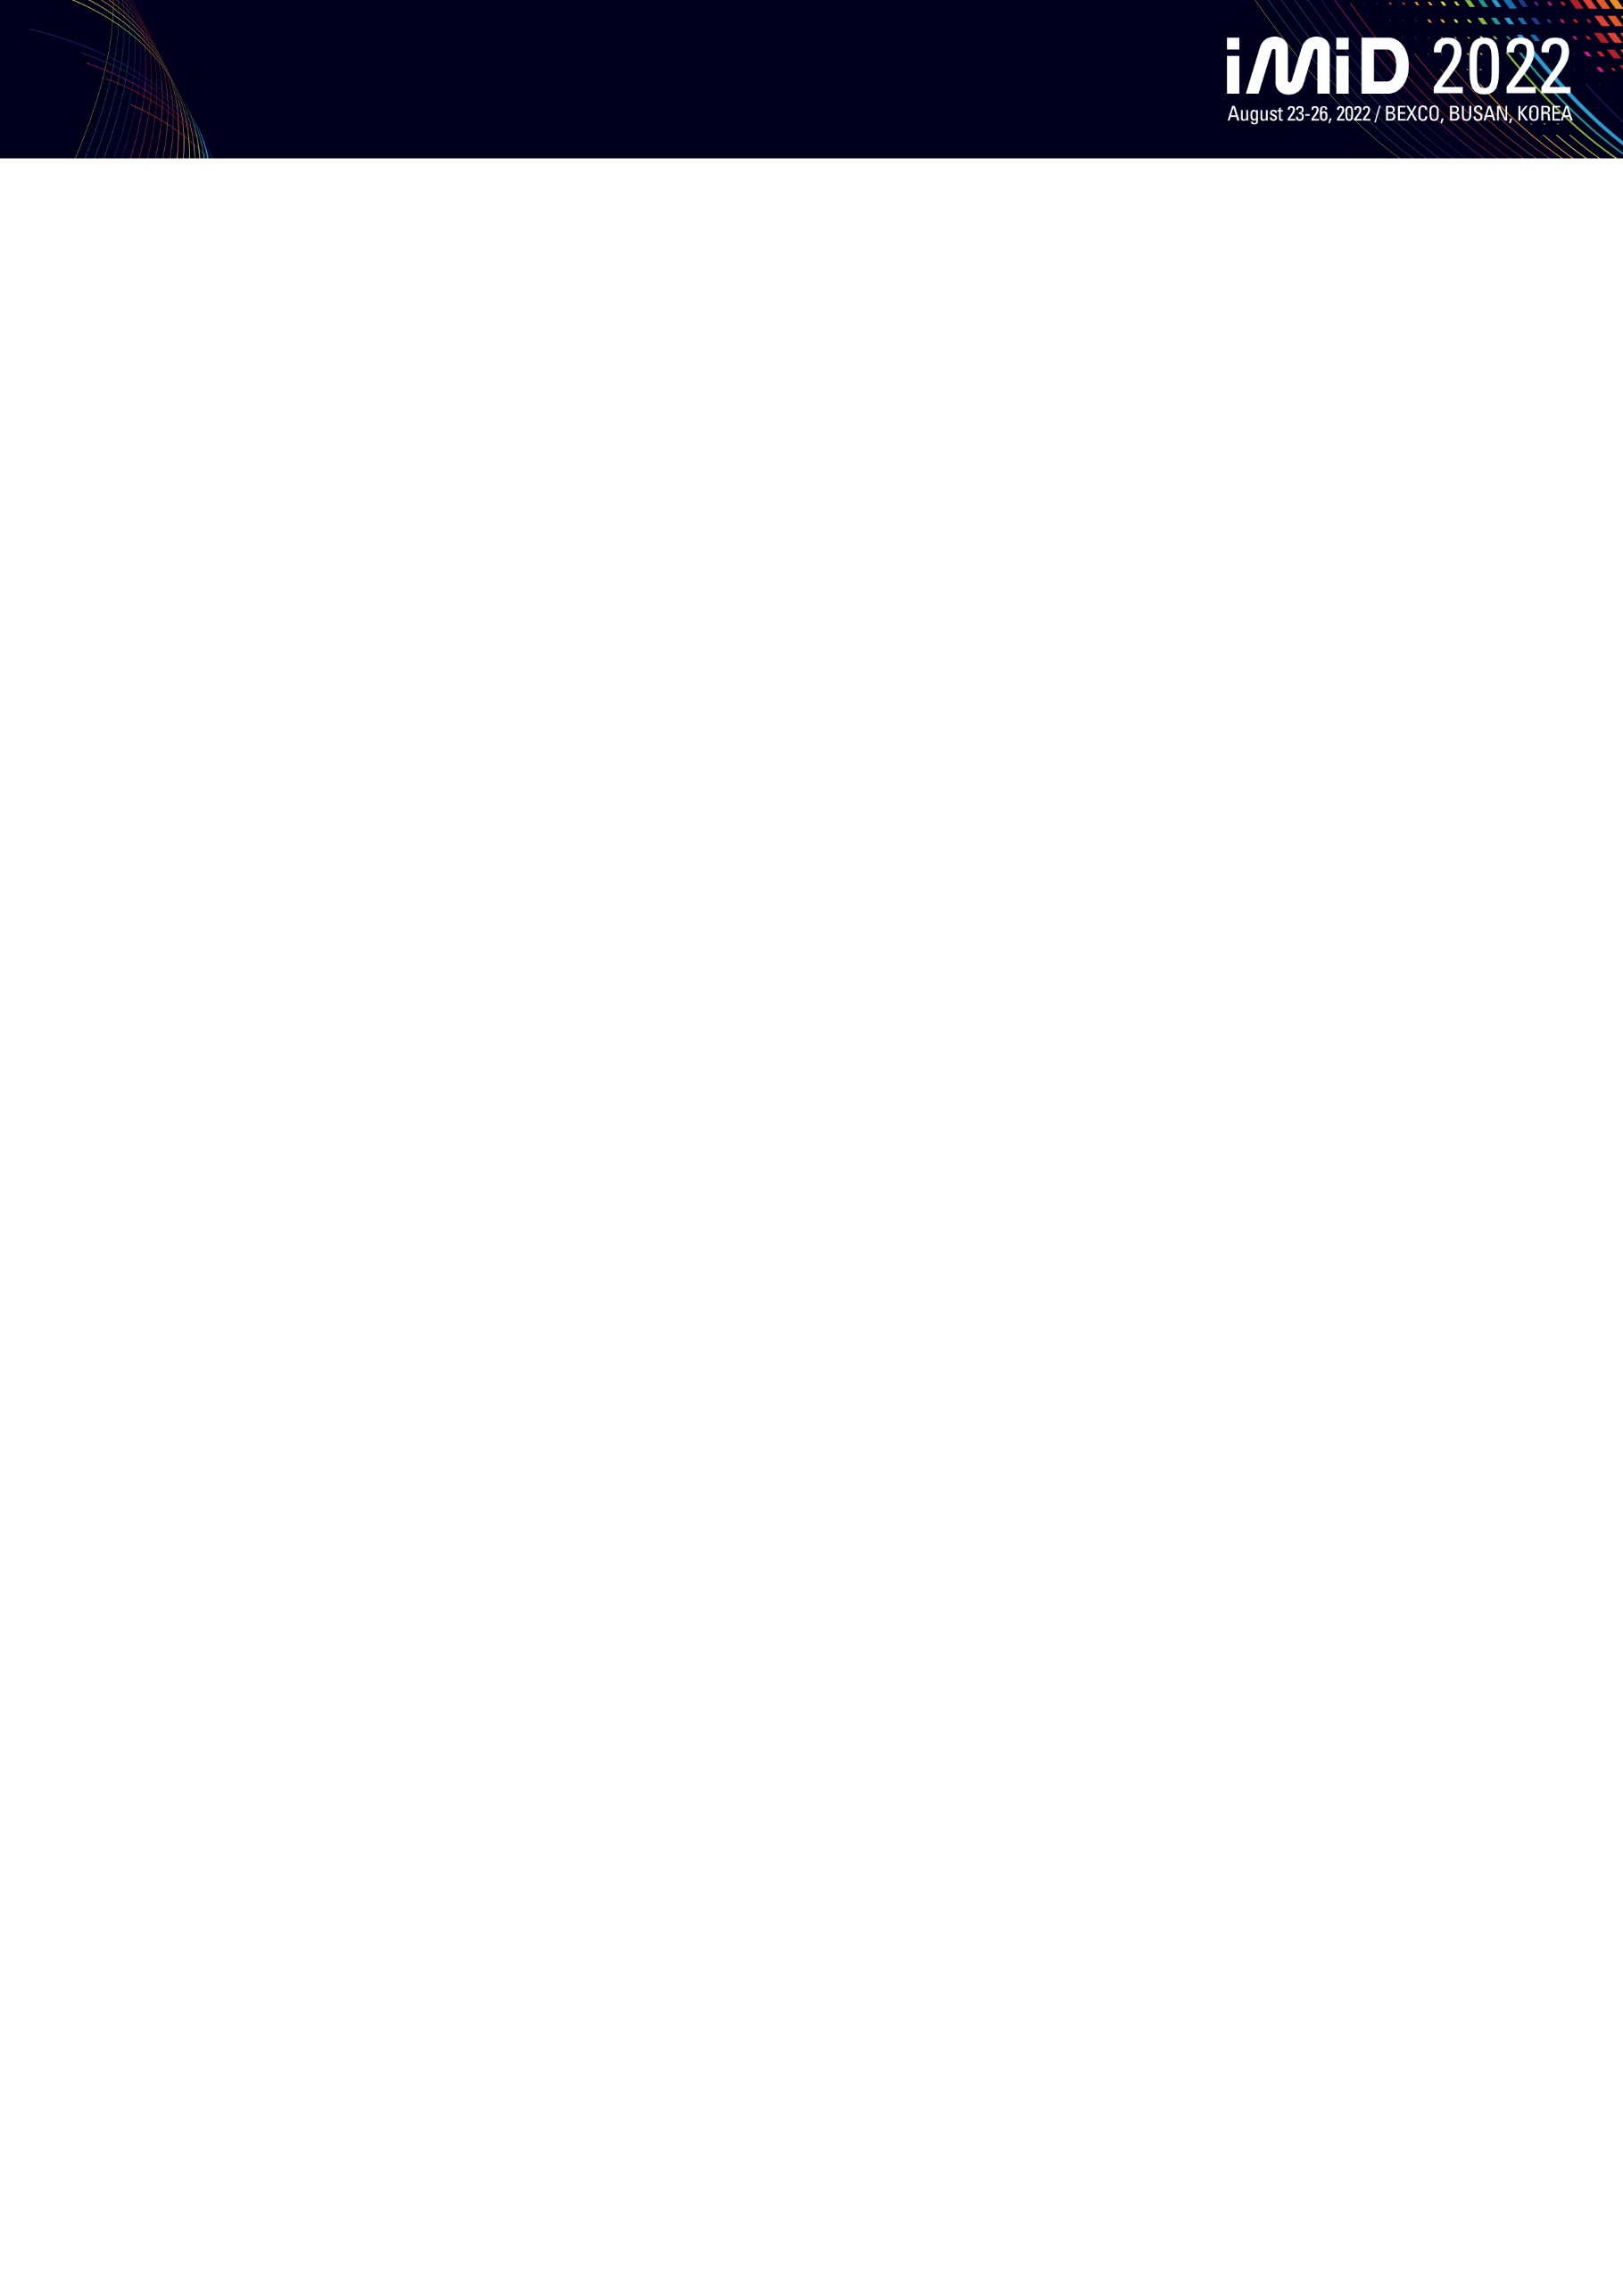 iMiD 2022
August 23-26, 2022 / BEXCO, BUSAN, KOREA